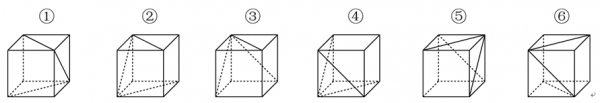 ① ② ③ ④ ⑤ ⑥